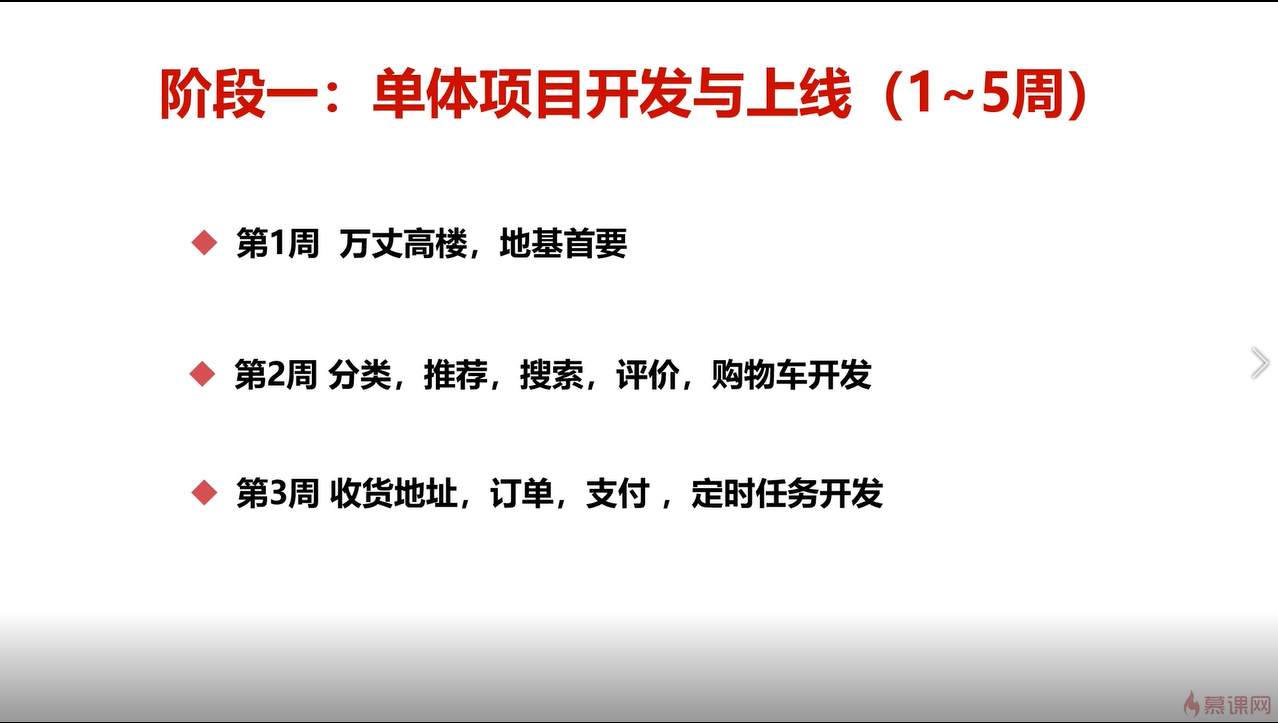 阶段一：单体项目开发与上线（1~5周）
第1周 万丈高楼，地基首要
第2周 分类，推荐，搜索，评价，购物车开发
第3周 收货地址，订单，支付 ，定时任务开发
慕课网